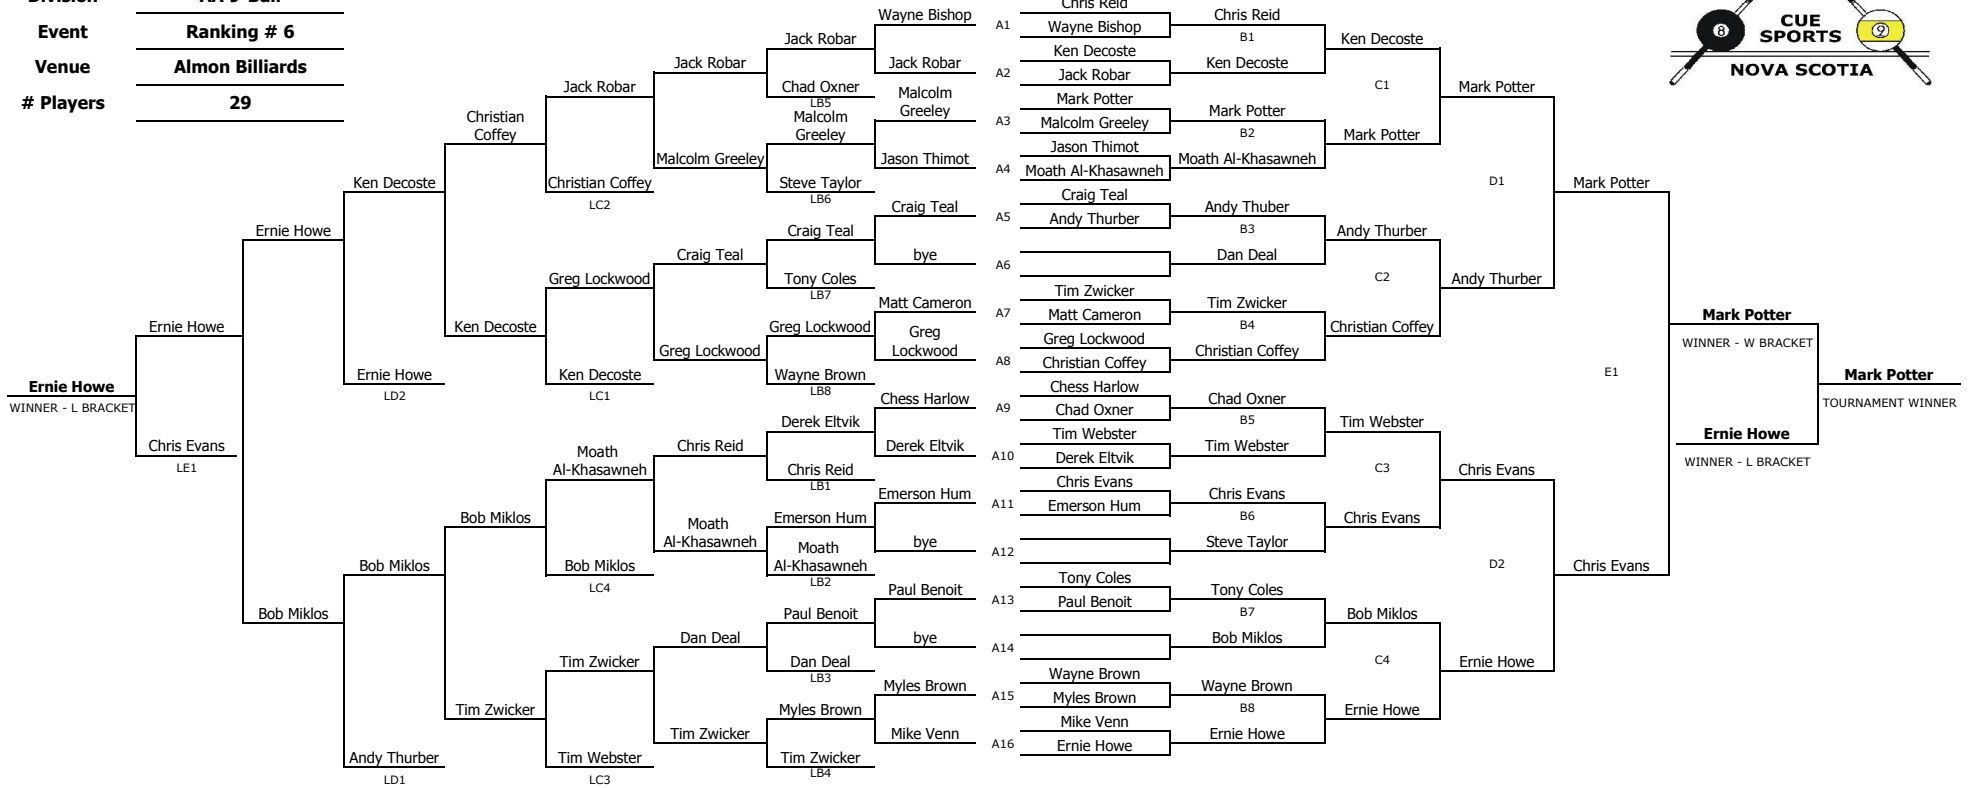 Division AA 9-Ball
Event Ranking # 6
Venue Almon Billiards
# Players 29
8 9
CUE
SPORTS
NOVA SCOTIA
Ernie Howe
WINNER - L BRACKET
Ernie Howe
Chris Evans
LE1
Ernie Howe
Bob Miklos
Ken Decoste
Ernie Howe
LD2
Bob Miklos
Andy Thurber
LD1
Christian
Coffey
Ken Decoste
Bob Miklos
Tim Zwicker
Jack Robar
Christian Coffey
LC2
Greg Lockwood
Ken Decoste
LC1
Moath
Al-Khasawneh
Bob Miklos
LC4
Tim Zwicker
Tim Webster
LC3
Jack Robar
Malcolm Greeley
Craig Teal
Greg Lockwood
Chris Reid
Moath
Al-Khasawneh
Dan Deal
Tim Zwicker
Jack Robar
Chad Oxner
LB5
Malcolm
Greeley
Steve Taylor
LB6
Craig Teal
Tony Coles
LB7
Greg Lockwood
Wayne Brown
LB8
Derek Eltvik
Chris Reid
LB1
Emerson Hum
Moath
Al-Khasawneh
LB2
Paul Benoit
Dan Deal
LB3
Myles Brown
Tim Zwicker
LB4
Wayne Bishop
Jack Robar
Malcolm
Greeley
Jason Thimot
Craig Teal
bye
Matt Cameron
Greg
Lockwood
Chess Harlow
Derek Eltvik
Emerson Hum
bye
Paul Benoit
bye
Myles Brown
Mike Venn
A1
A2
A3
A4
A5
A6
A7
A8
A9
A10
A11
A12
A13
A14
A15
A16
Chris Reid
Wayne Bishop
Ken Decoste
Jack Robar
Mark Potter
Malcolm Greeley
Jason Thimot
Moath Al-Khasawneh
Craig Teal
Andy Thurber
Tim Zwicker
Matt Cameron
Greg Lockwood
Christian Coffey
Chess Harlow
Chad Oxner
Tim Webster
Derek Eltvik
Chris Evans
Emerson Hum
Tony Coles
Paul Benoit
Wayne Brown
Myles Brown
Mike Venn
Ernie Howe
Chris Reid
B1
Ken Decoste
Mark Potter
B2
Moath Al-Khasawneh
Andy Thuber
B3
Dan Deal
Tim Zwicker
B4
Christian Coffey
Chad Oxner
B5
Tim Webster
Chris Evans
B6
Steve Taylor
Tony Coles
B7
Bob Miklos
Wayne Brown
B8
Ernie Howe
Ken Decoste
C1
Mark Potter
Andy Thurber
C2
Christian Coffey
Tim Webster
C3
Chris Evans
Bob Miklos
C4
Ernie Howe
Mark Potter
D1
Andy Thurber
Chris Evans
D2
Ernie Howe
Mark Potter
E1
Chris Evans
Mark Potter
WINNER - W BRACKET
Ernie Howe
WINNER - L BRACKET
Mark Potter
TOURNAMENT WINNER